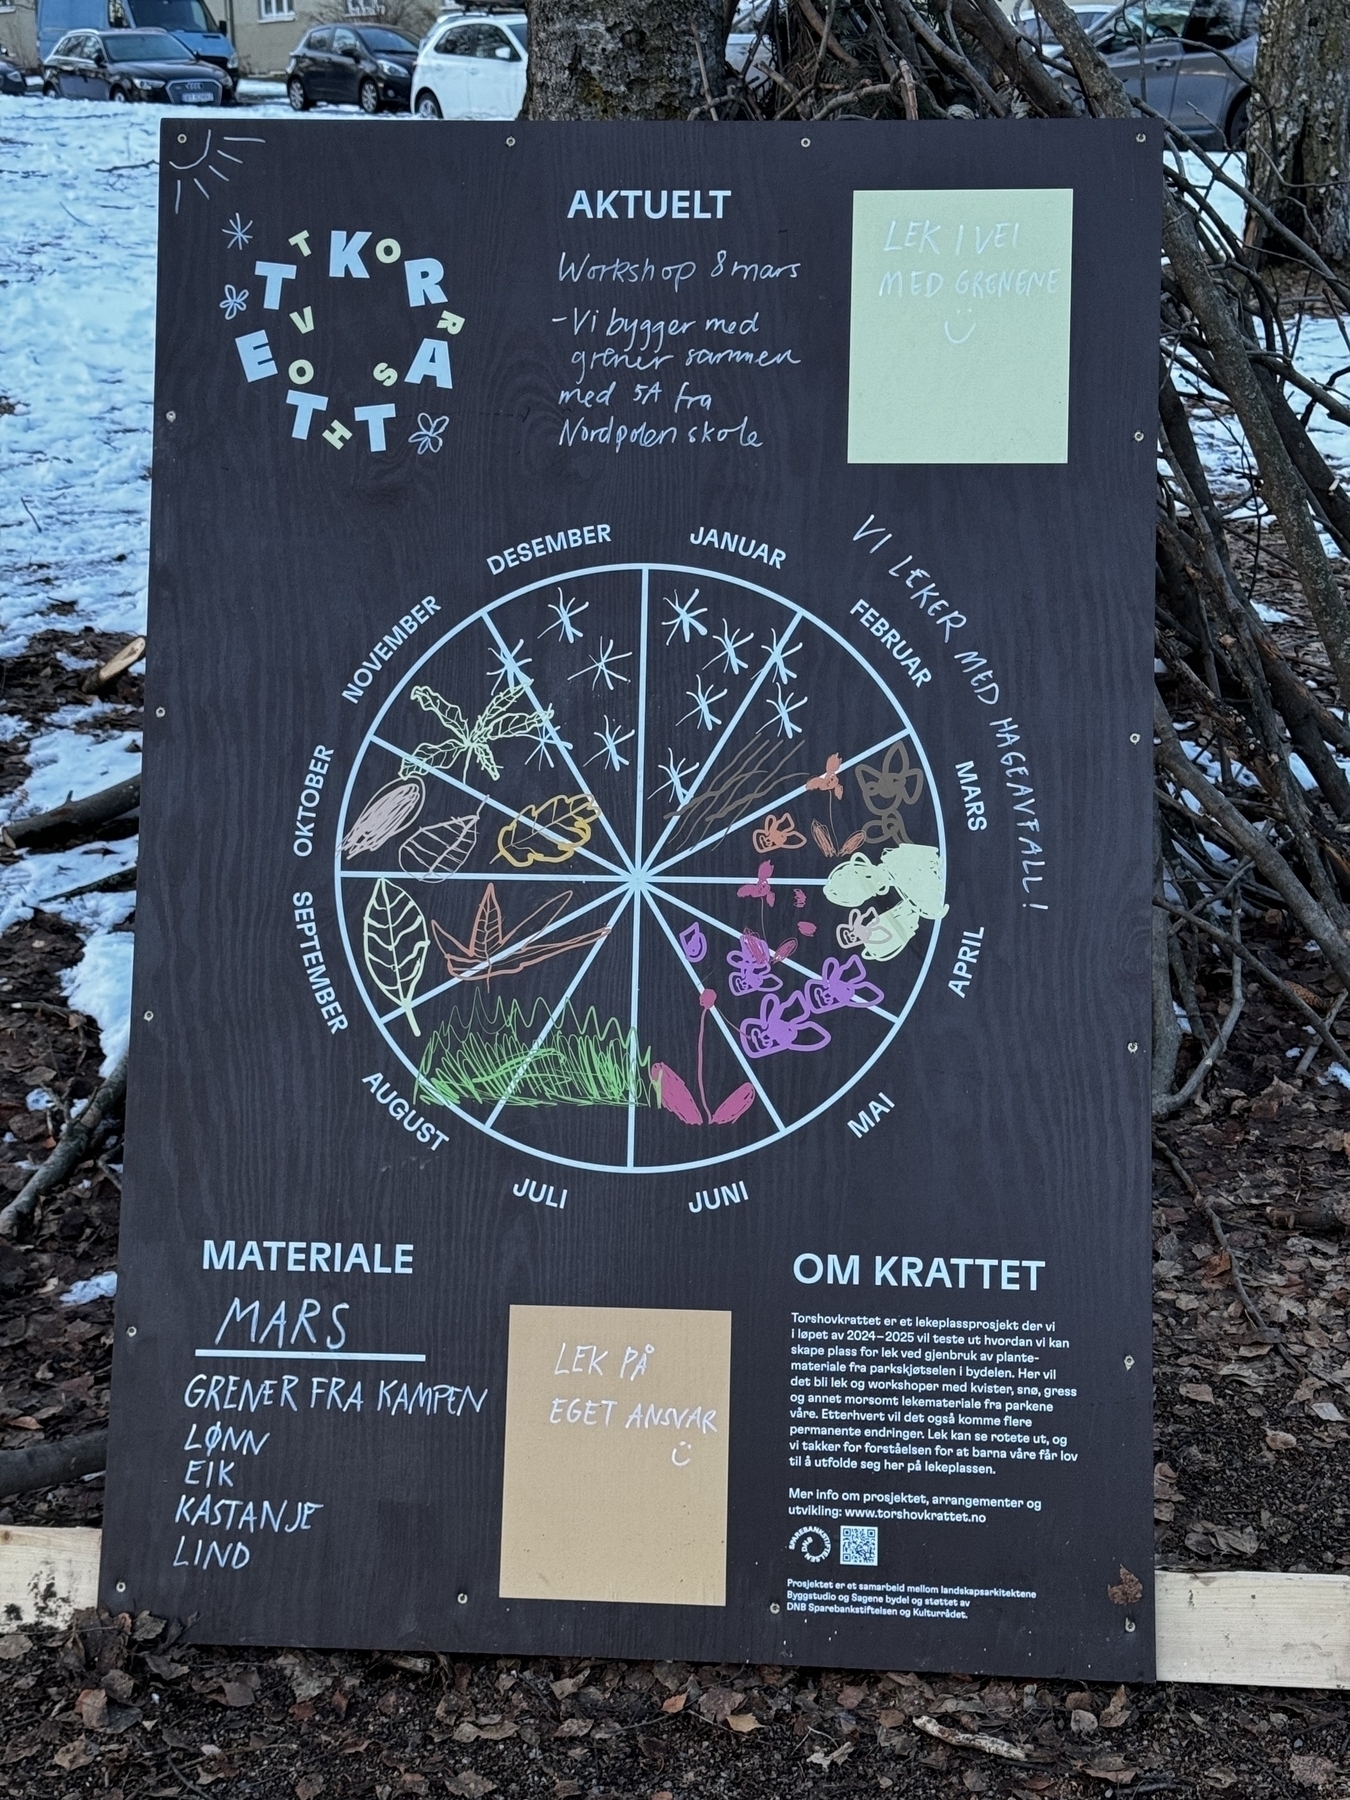 TORSHOV
KRATTET
AKTUELT
Workshop 8 mars
-Vi bygger med
grener sammen
med 5A fra
Nordpolen skole
LEK I VEI
MED GRENENE
VI LEKER MED HAGEAVFALL!
JANUAR
FEBRUAR
MARS
APRIL
MAI
JUNI
JULI
AUGUST
SEPTEMBER
OKTOBER
NOVEMBER
DESEMBER
MATERIALE
MARS
GRENER FRA KAMPEN
LØNN
EIK
KASTANJE
LIND
LEK PÅ
EGET ANSVAR
OM KRATTET
Torshovkrattet er et lekeplassprosjekt der vi
i løpet av 2024–2025 vil teste ut hvordan vi kan
skape plass for lek ved gjenbruk av plante-
materiale fra parkskjøtselen i bydelen. Her vil
det bli lek og workshoper med kvister, snø, gress
og annet morsomt lekemateriale fra parkene
våre. Etterhvert vil det også komme flere
permanente endringer. Lek kan se rotete ut, og
vi takker for forståelsen for at barna våre får lov
til å utfolde seg her på lekeplassen.
Mer info om prosjektet, arrangementer og
utvikling: www.torshovkrattet.no
SPAREBANKSTIFTELSEN DNB
Prosjektet er et samarbeid mellom landskapsarkitektene
Byggstudio og Sagene bydel og støttet av
DNB Sparebankstiftelsen og Kulturrådet.